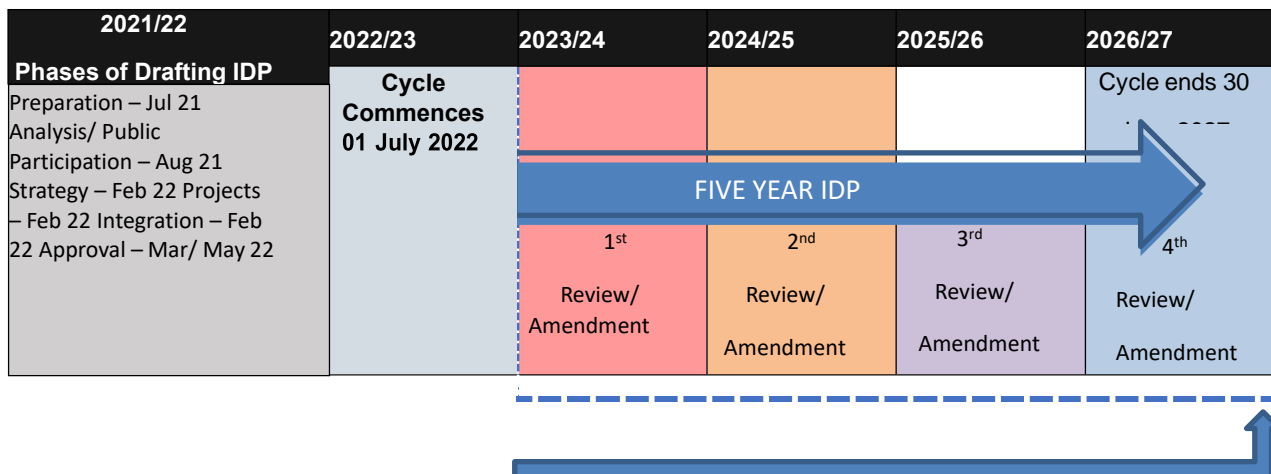 2021/22
Phases of Drafting IDP
2022/23
2023/24
2024/25
2025/26
2026/27
Preparation – Jul 21
Analysis/ Public
Participation – Aug 21
Strategy – Feb 22 Projects
– Feb 22 Integration – Feb
22 Approval – Mar/ May 22
Cycle
Commences
01 July 2022
Cycle ends 30
FIVE YEAR IDP
1st
Review/
Amendment
2nd
Review/
Amendment
3rd
Review/
Amendment
4th
Review/
Amendment